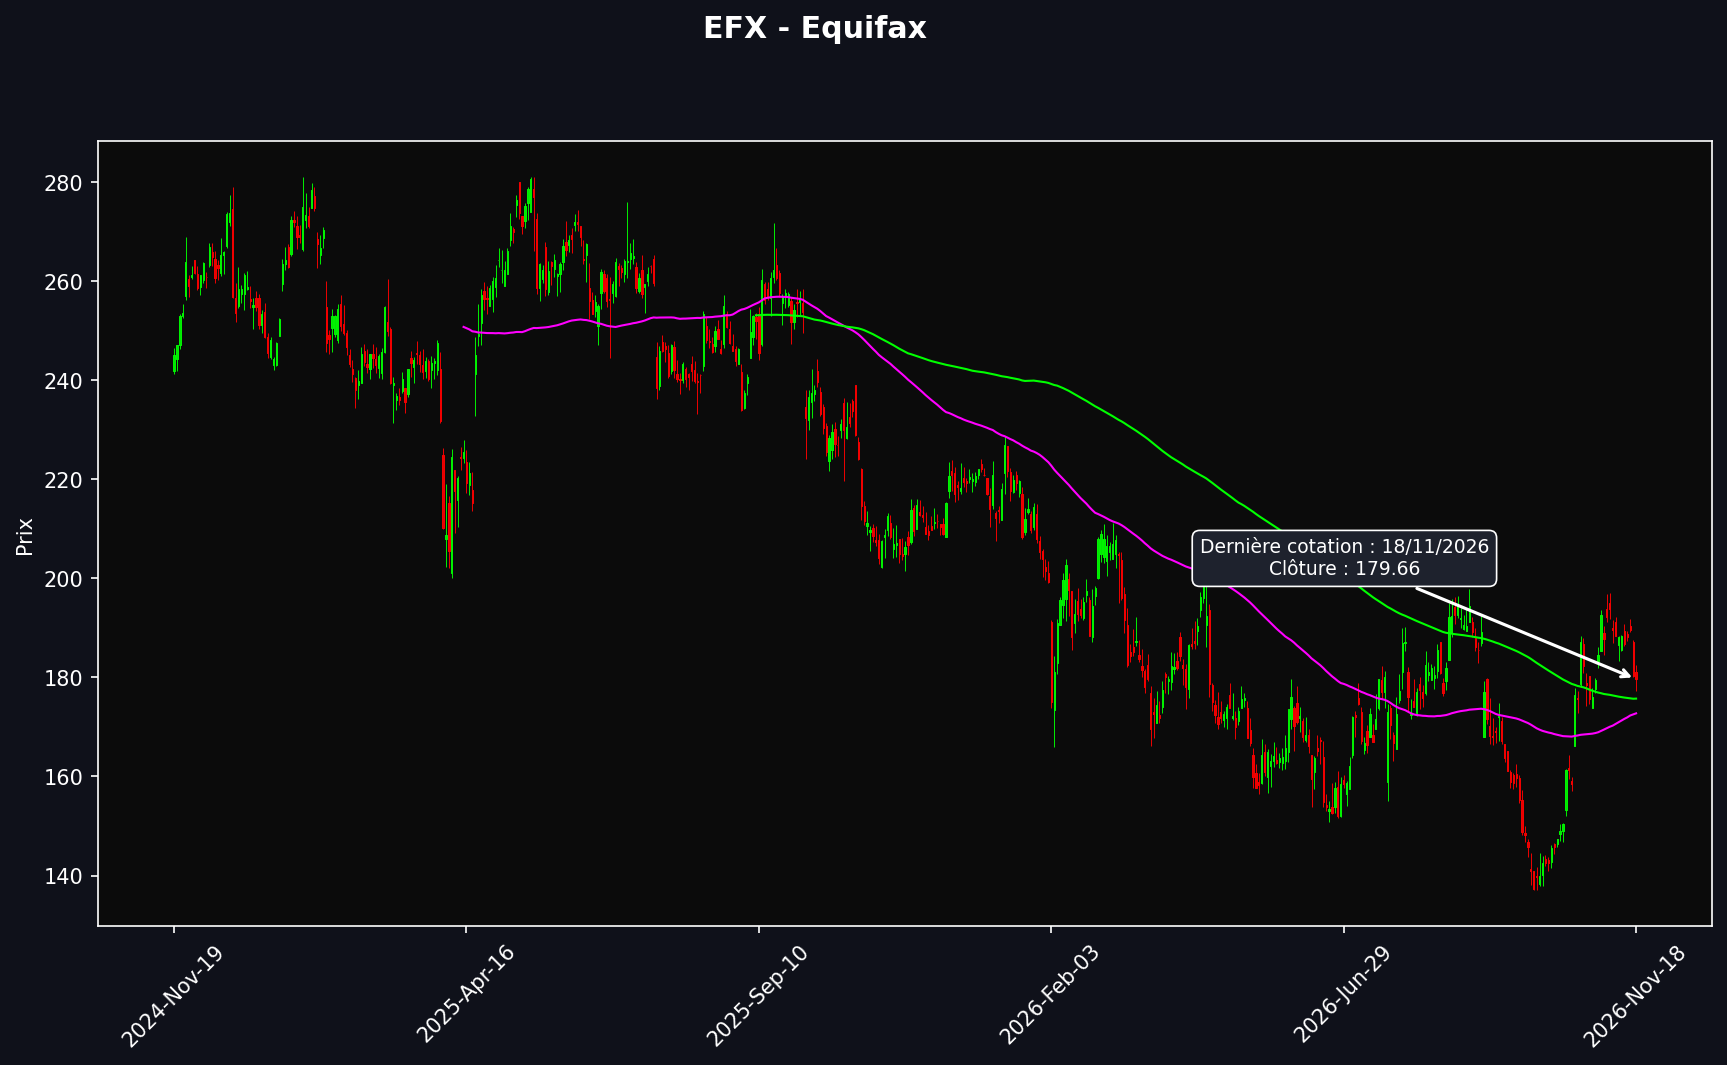 EFX - Equifax
Prix
280
260
240
220
200
180
160
140
Dernière cotation : 18/11/2026
Clôture : 179.66
2024-Nov-19
2025-Apr-16
2025-Sep-10
2026-Feb-03
2026-Jun-29
2026-Nov-18